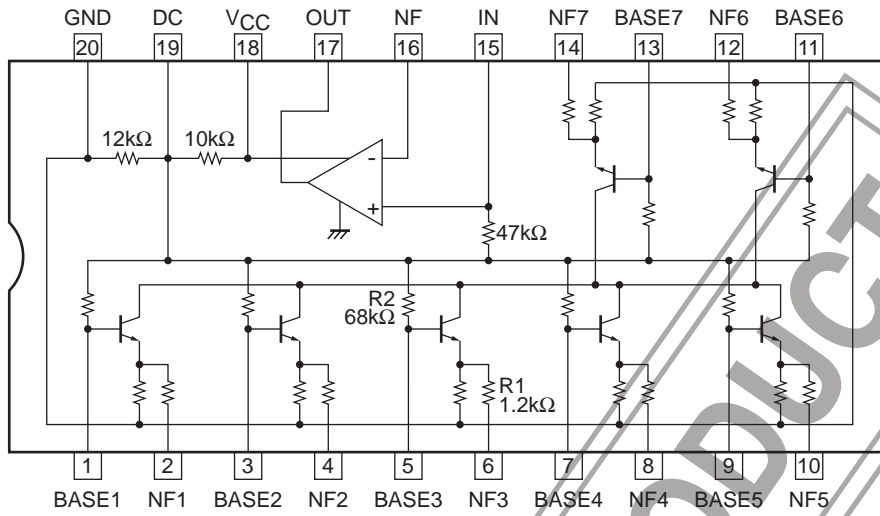 GND DC VCC OUT NF IN NF7 BASE7 NF6 BASE6
20 19 18 17 16 15 14 13 12 11
12kΩ 10kΩ
-
+
47kΩ
R2
68kΩ
R1
1.2kΩ
1 2 3 4 5 6 7 8 9 10
BASE1 NF1 BASE2 NF2 BASE3 NF3 BASE4 NF4 BASE5 NF5
ODUCT